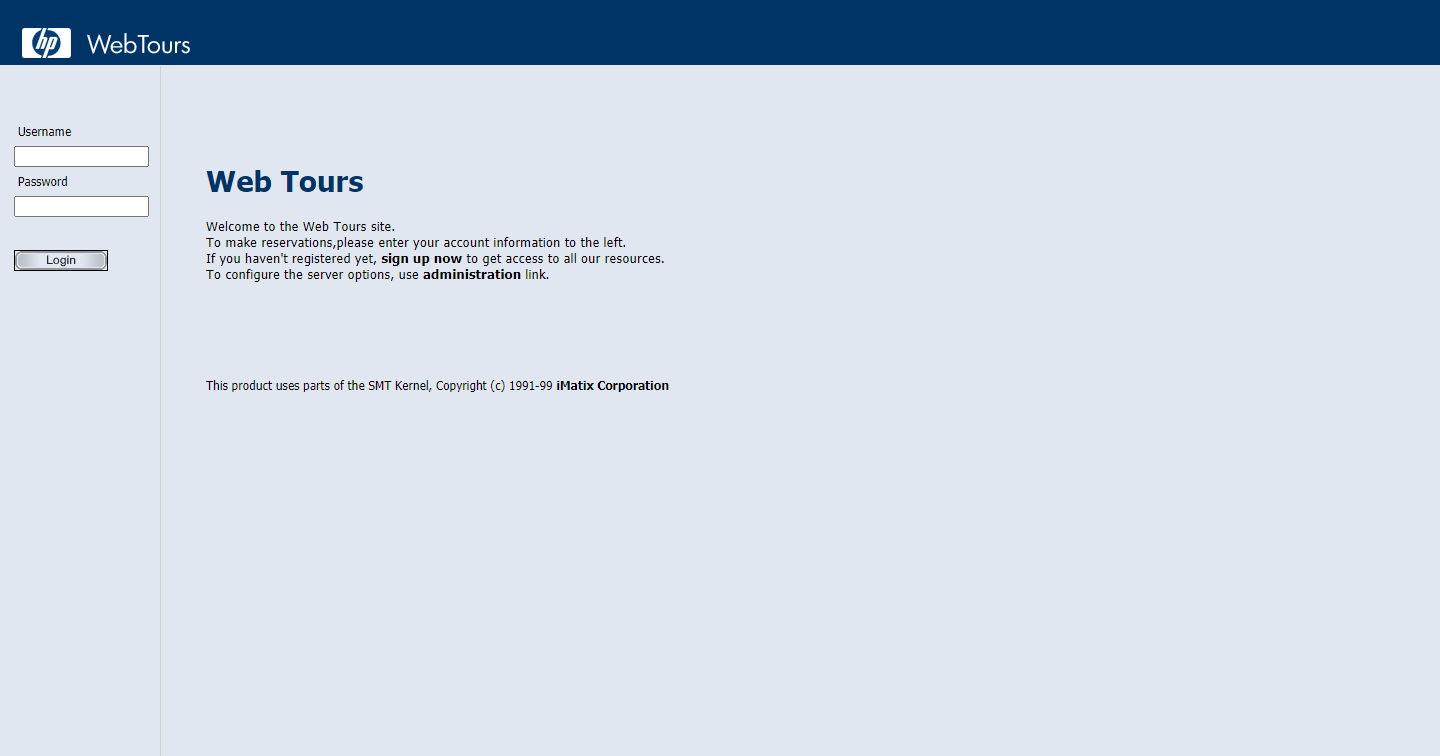 hp WebTours
Username
Password
Login
Web Tours
Welcome to the Web Tours site.
To make reservations,please enter your account information to the left.
If you haven't registered yet, sign up now to get access to all our resources.
To configure the server options, use administration link.
This product uses parts of the SMT Kernel, Copyright (c) 1991-99 iMatix Corporation